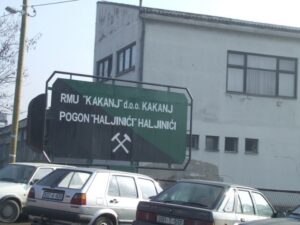 RMU "KAKANJ" d.o.o. KAKANJ
POGON "HALJINIĆI" HALJINIĆI